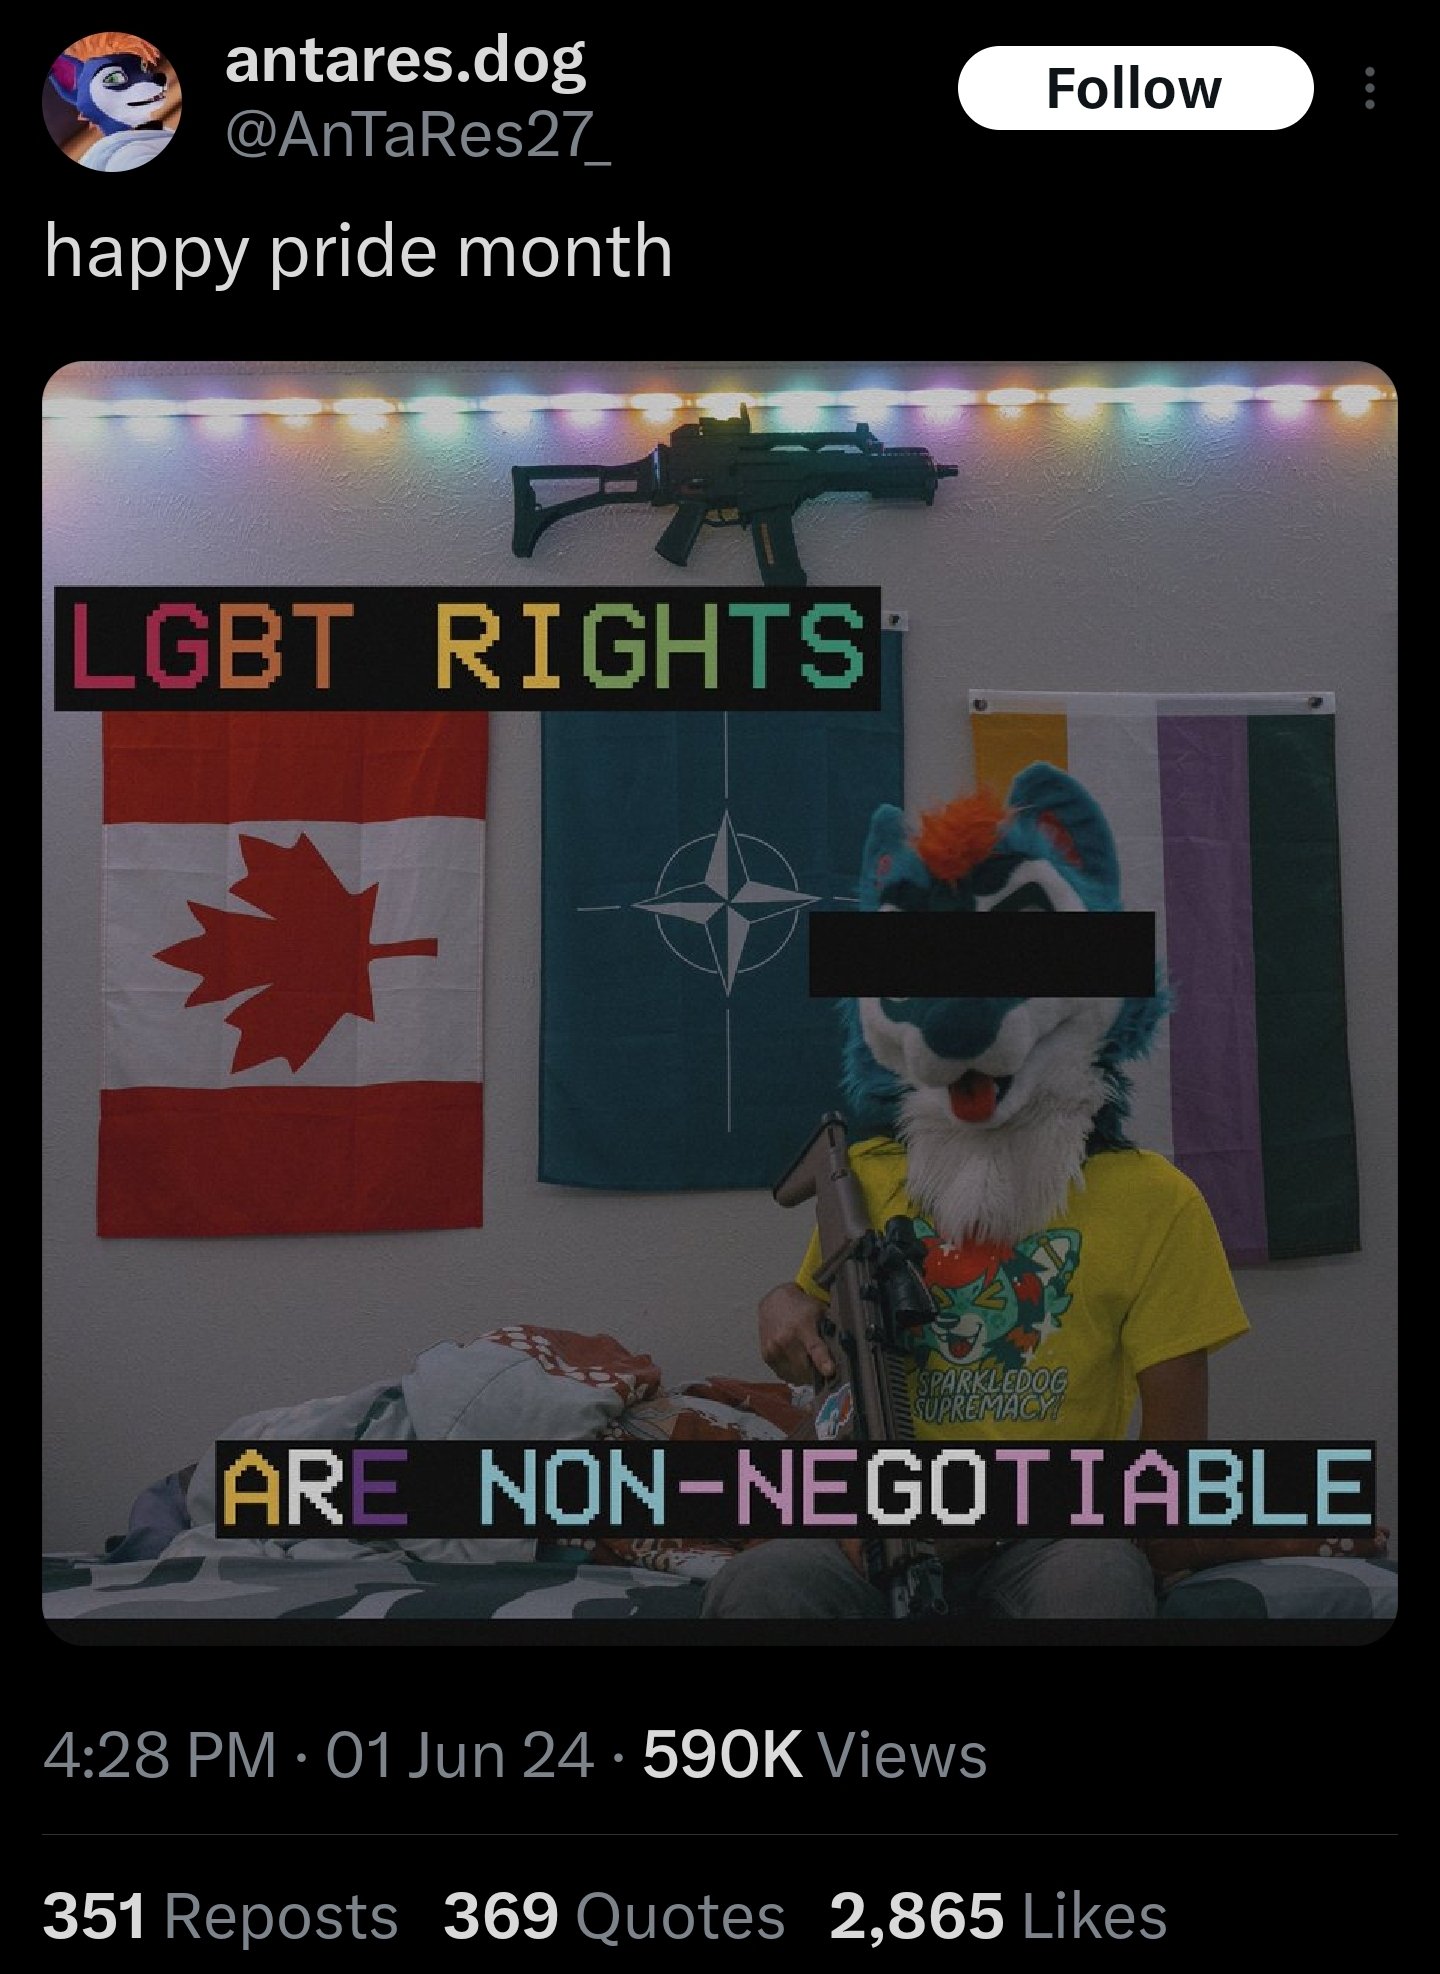 antares.dog
@AnTaRes27_
Follow
happy pride month
LGBT RIGHTS
SPARKLEDOG
SUPREMACY!
ARE NON-NEGOTIABLE
4:28 PM · 01 Jun 24 · 590K Views
351 Reposts 369 Quotes 2,865 Likes